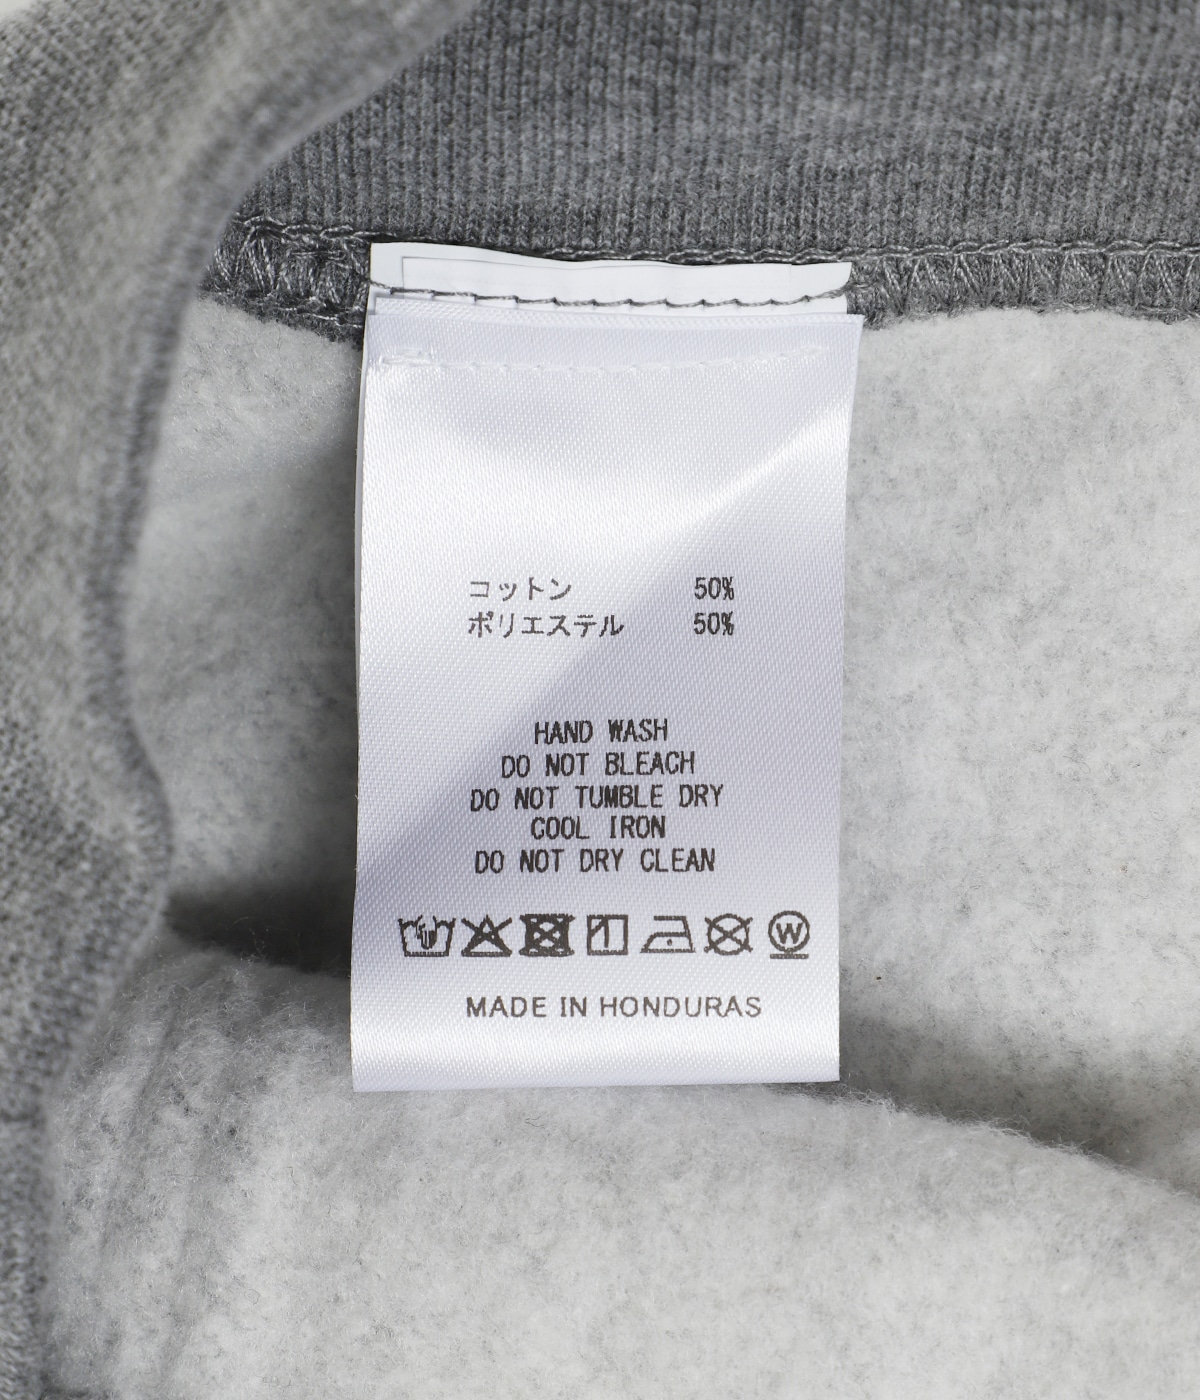 コットン 50%
ポリエステル 50%
HAND WASH
DO NOT BLEACH
DO NOT TUMBLE DRY
COOL IRON
DO NOT DRY CLEAN
W
MADE IN HONDURAS